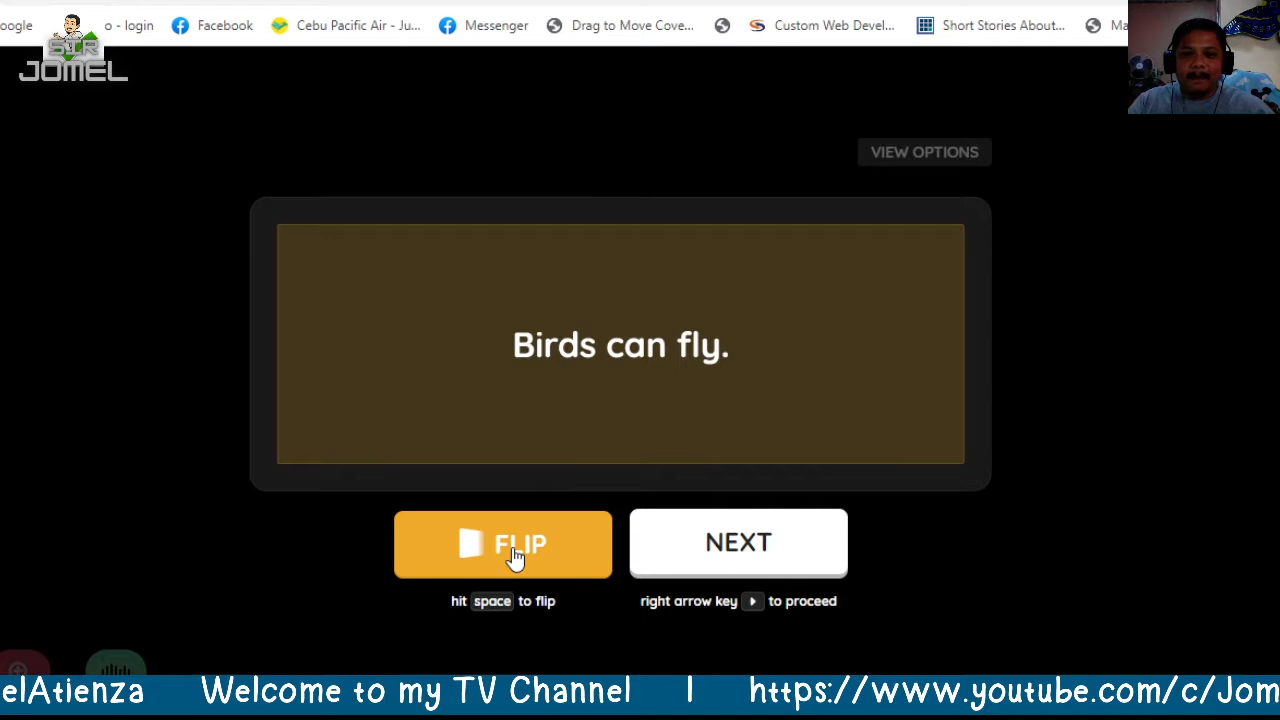 oogle
o - login
Facebook
Cebu Pacific Air - Ju...
Messenger
Drag to Move Cove...
Custom Web Devel...
Short Stories About...
Ma
SIR
JOMEL
VIEW OPTIONS
Birds can fly.
FLIP
NEXT
hit space to flip
right arrow key to proceed
elAtienza Welcome to my TV Channel | https://www.youtube.com/c/Jom